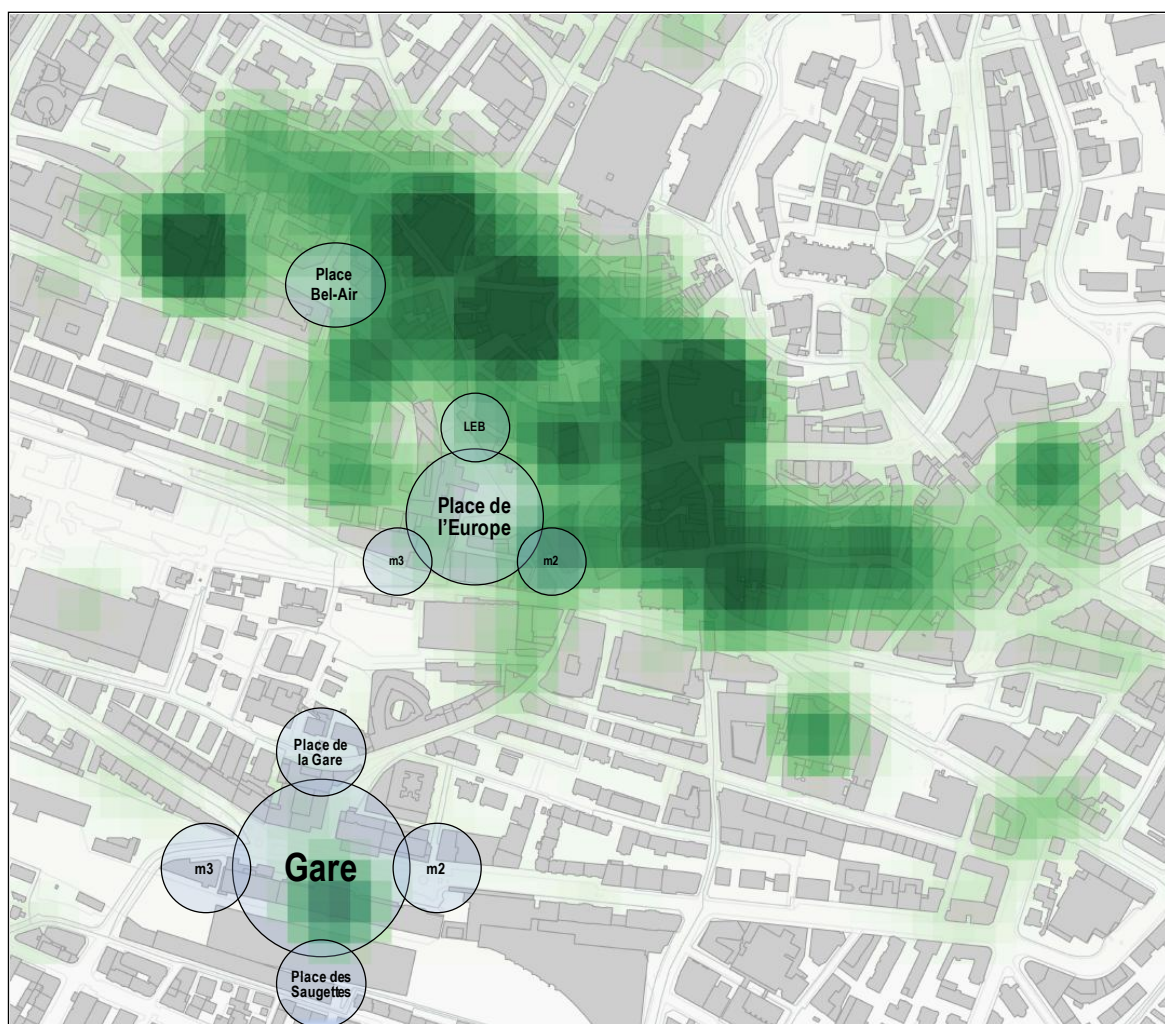 Place
Bel-Air
LEB
Place de
l'Europe
m3
m2
Place de
la Gare
m3
Gare
m2
Place des
Saugettes